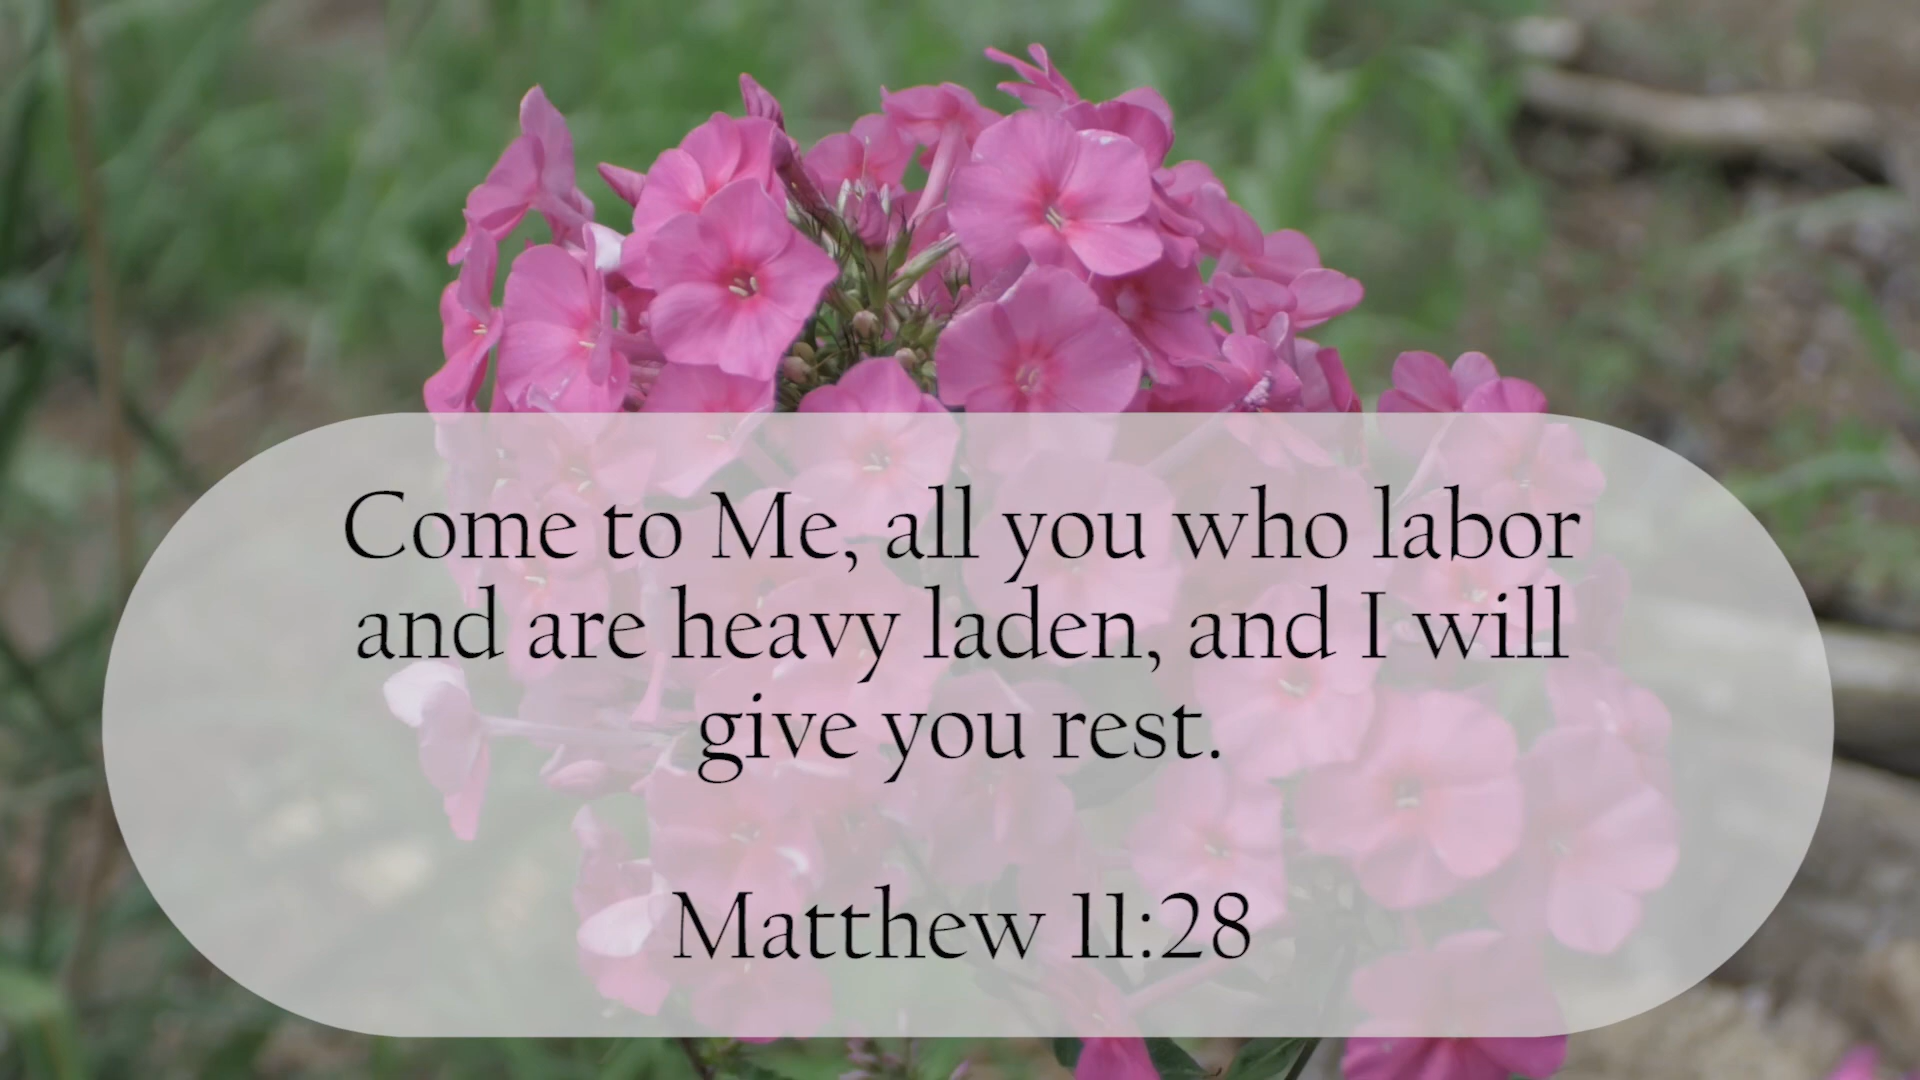 Come to Me, all you who labor
and are heavy laden, and I will
give you rest.
Matthew 11:28